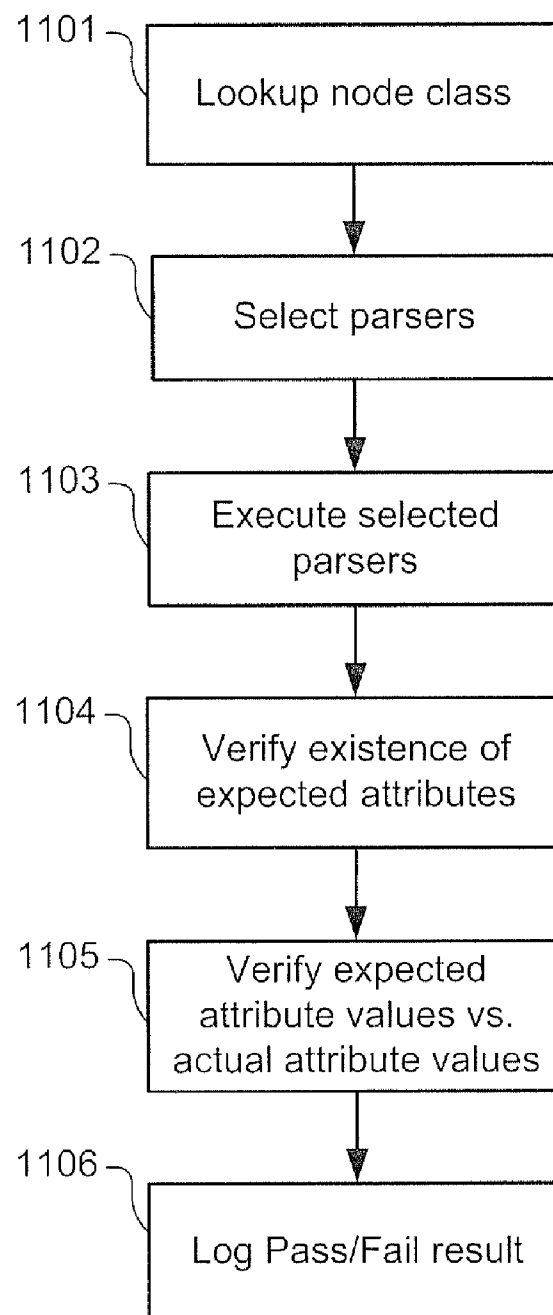 1101
Lookup node class
1102
Select parsers
1103
Execute selected
parsers
1104
Verify existence of
expected attributes
1105
Verify expected
attribute values vs.
actual attribute values
1106
Log Pass/Fail result